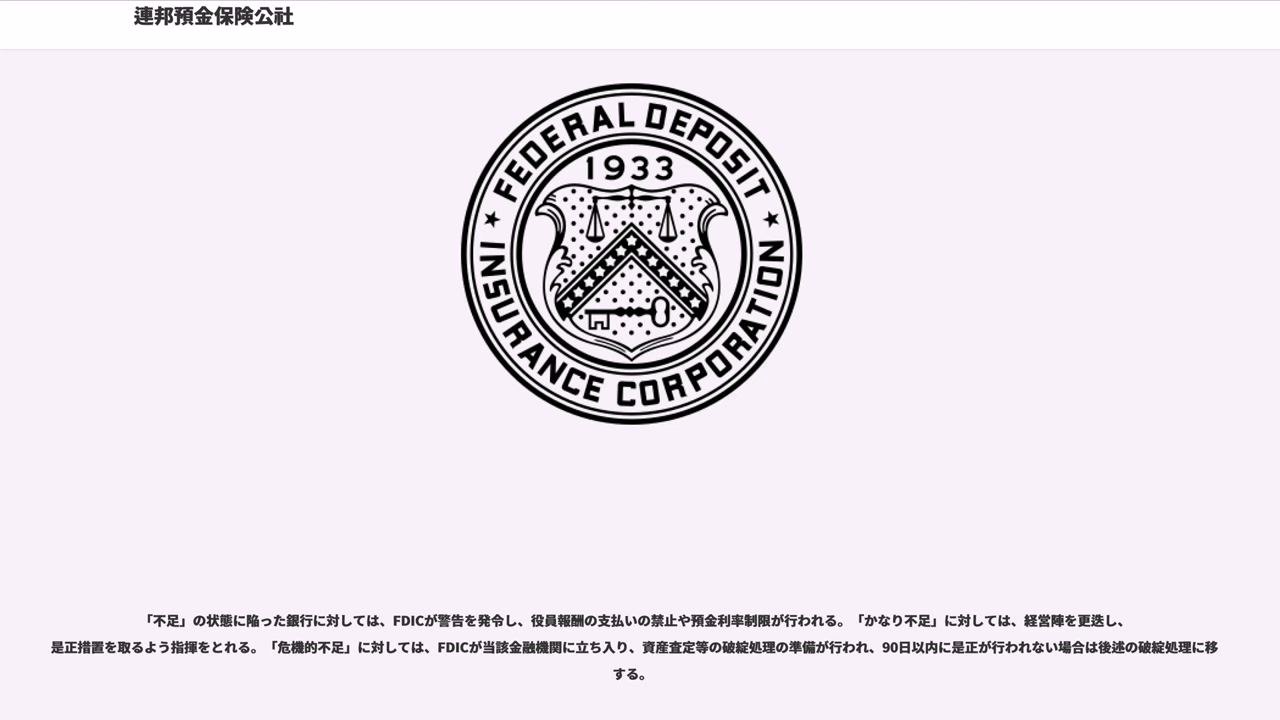 連邦預金保険公社
FEDERAL DEPOSIT
1933
INSURANCE CORPORATION
「不足」の状態に陥った銀行に対しては、FDICが警告を発令し、役員報酬の支払いの禁止や預金利率制限が行われる。「かなり不足」に対しては、経営陣を更迭し、
是正措置を取るよう指揮をとれる。「危機的不足」に対しては、FDICが当該金融機関に立ち入り、資産査定等の破綻処理の準備が行われ、90日以内に是正が行われない場合は後述の破綻処理に移
する。